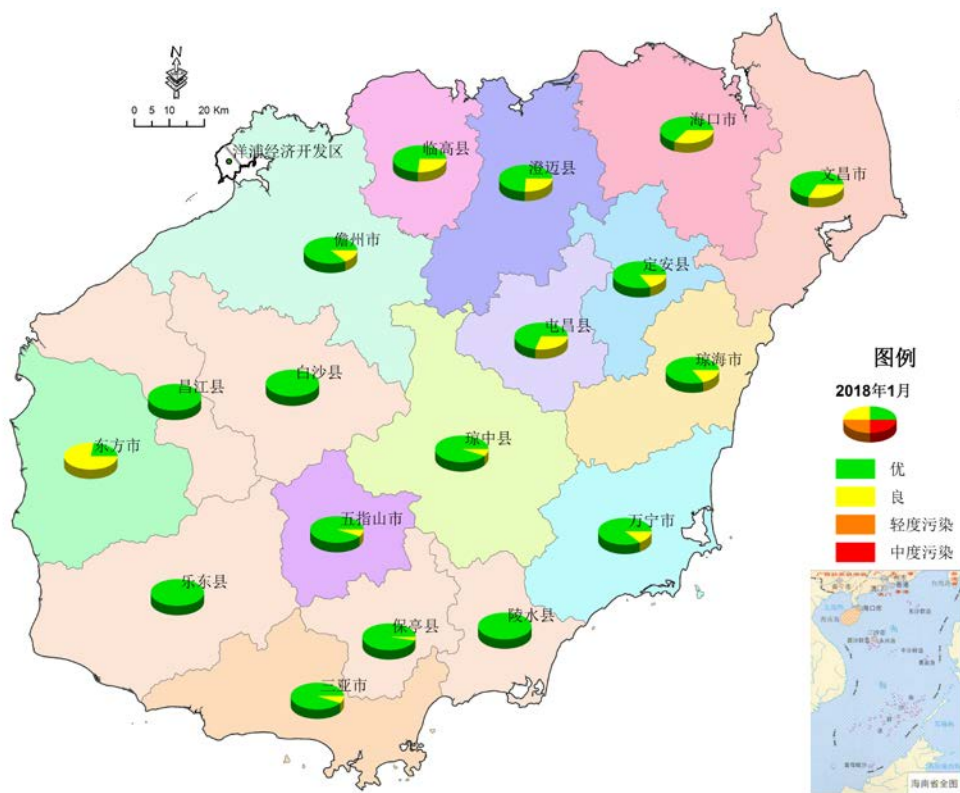 N
0 5 10 20 Km
洋浦经济开发区
临高县
澄迈县
海口市
文昌市
儋州市
定安县
屯昌县
琼海市
昌江县
白沙县
东方市
琼中县
五指山市
万宁市
乐东县
保亭县
陵水县
三亚市
图例
2018年1月
优
良
轻度污染
中度污染
海南省全图